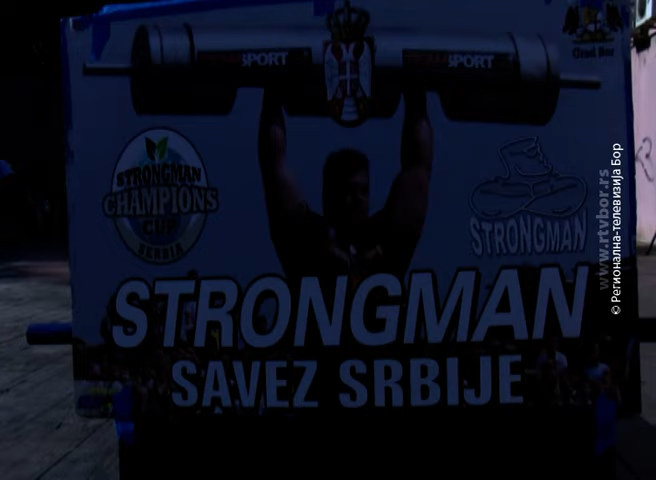 SPORT
SPORT
Grad Bor
STRONGMAN
CHAMPIONS
CUP
SERBIA
STRONGMAN
STRONGMAN
SAVEZ SRBIJE
www.rtvbor.rs
© Регионална-телевизија Бор